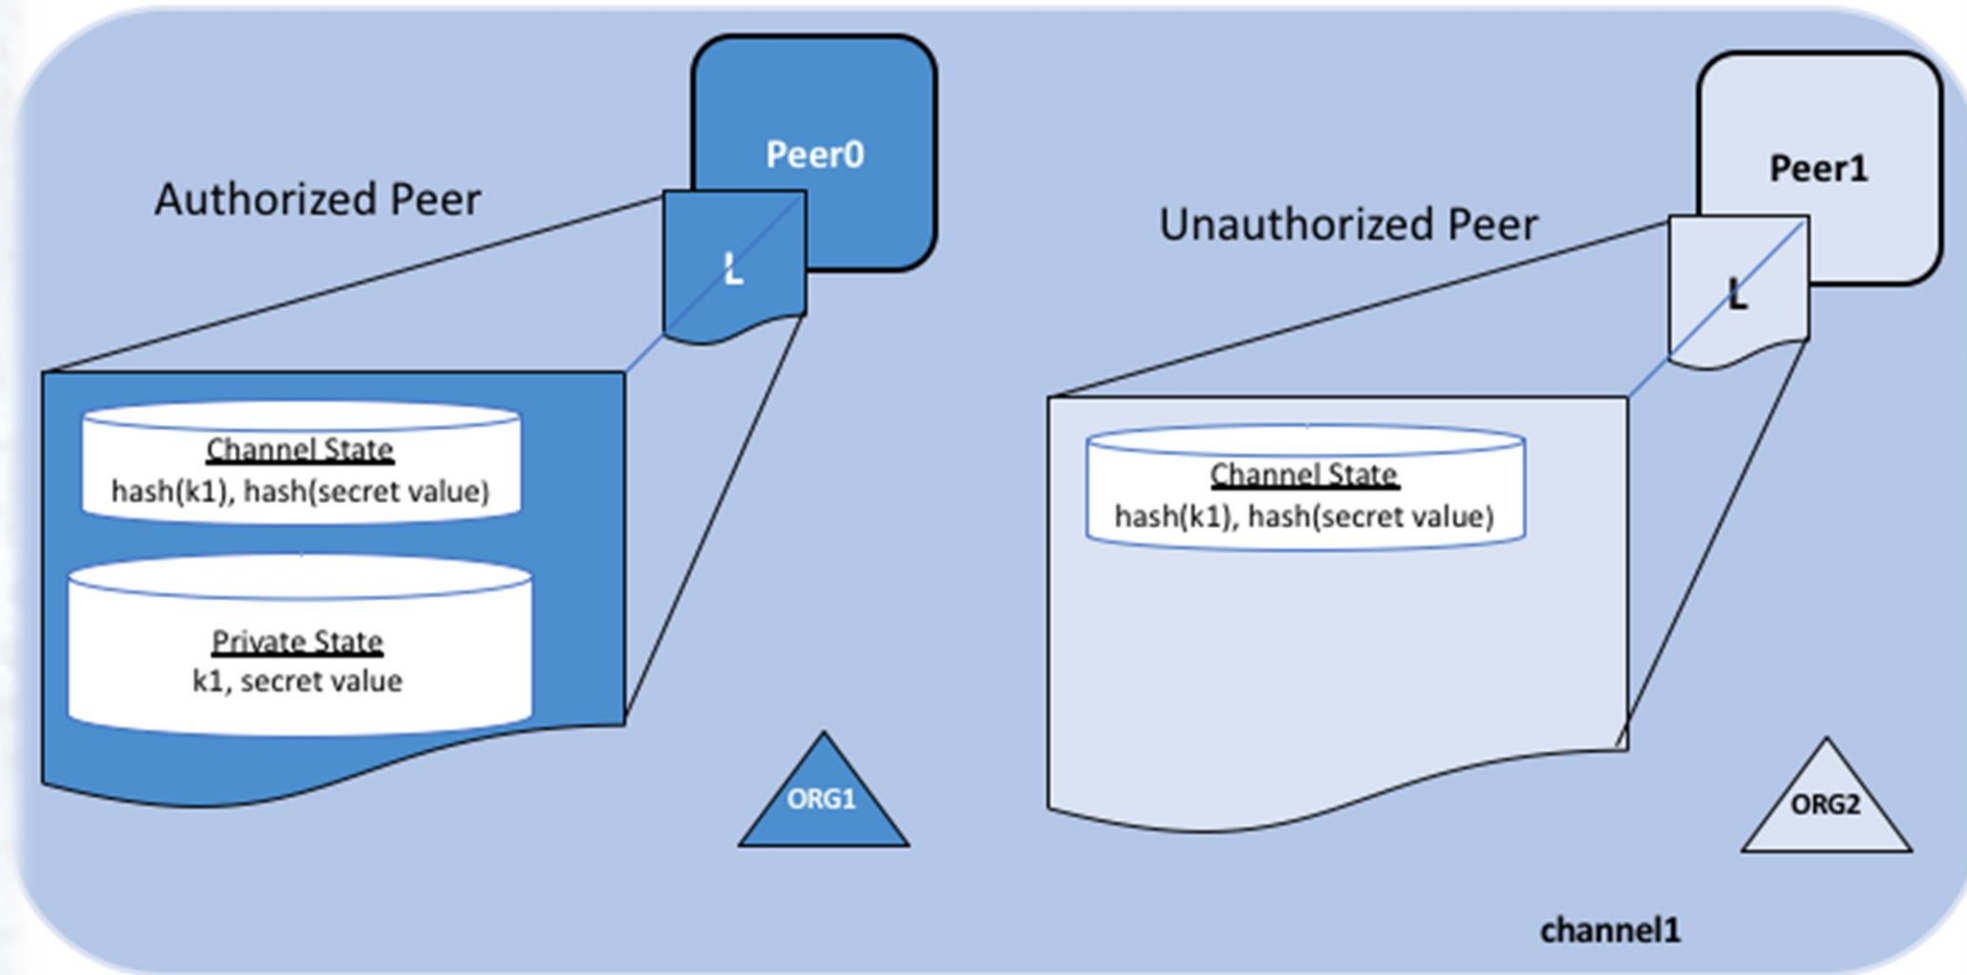 Peer0
Authorized Peer
L
Channel State
hash(k1), hash(secret value)
Private State
k1, secret value
ORG1
Peer1
Unauthorized Peer
L
Channel State
hash(k1), hash(secret value)
ORG2
channel1